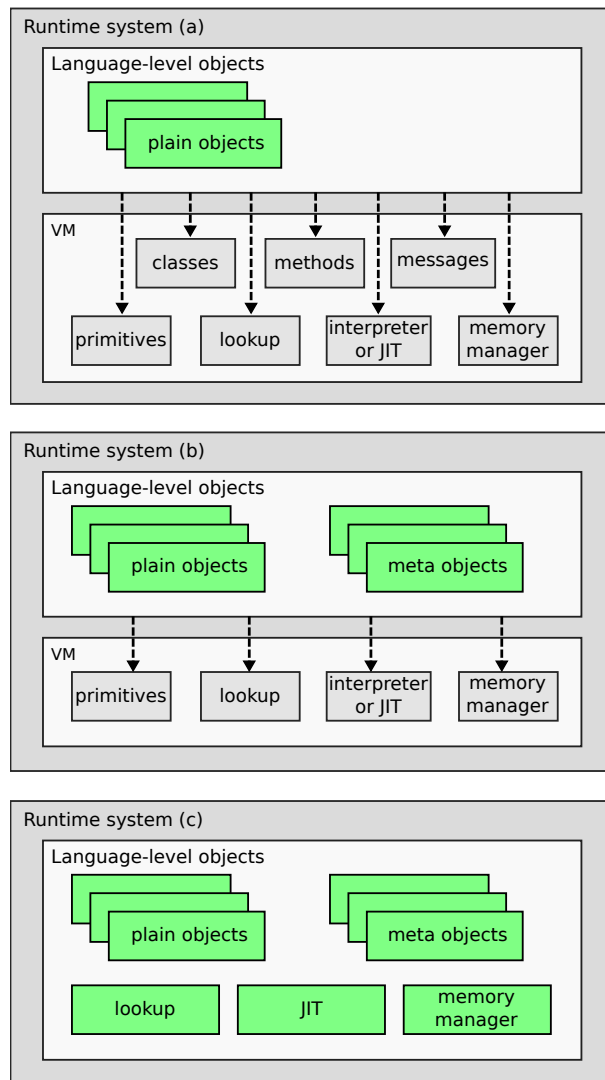 Runtime system (a)
Language-level objects
plain objects
VM
classes
methods
messages
primitives
lookup
interpreter
or JIT
memory
manager
Runtime system (b)
Language-level objects
plain objects
meta objects
VM
primitives
lookup
interpreter
or JIT
memory
manager
Runtime system (c)
Language-level objects
plain objects
meta objects
lookup
JIT
memory
manager